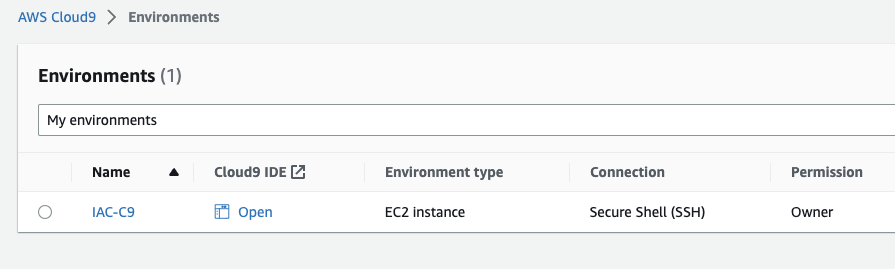 AWS Cloud9 > Environments
Environments (1)
My environments
Name Cloud9 IDE Environment type Connection Permission
IAC-C9 Open EC2 instance Secure Shell (SSH) Owner